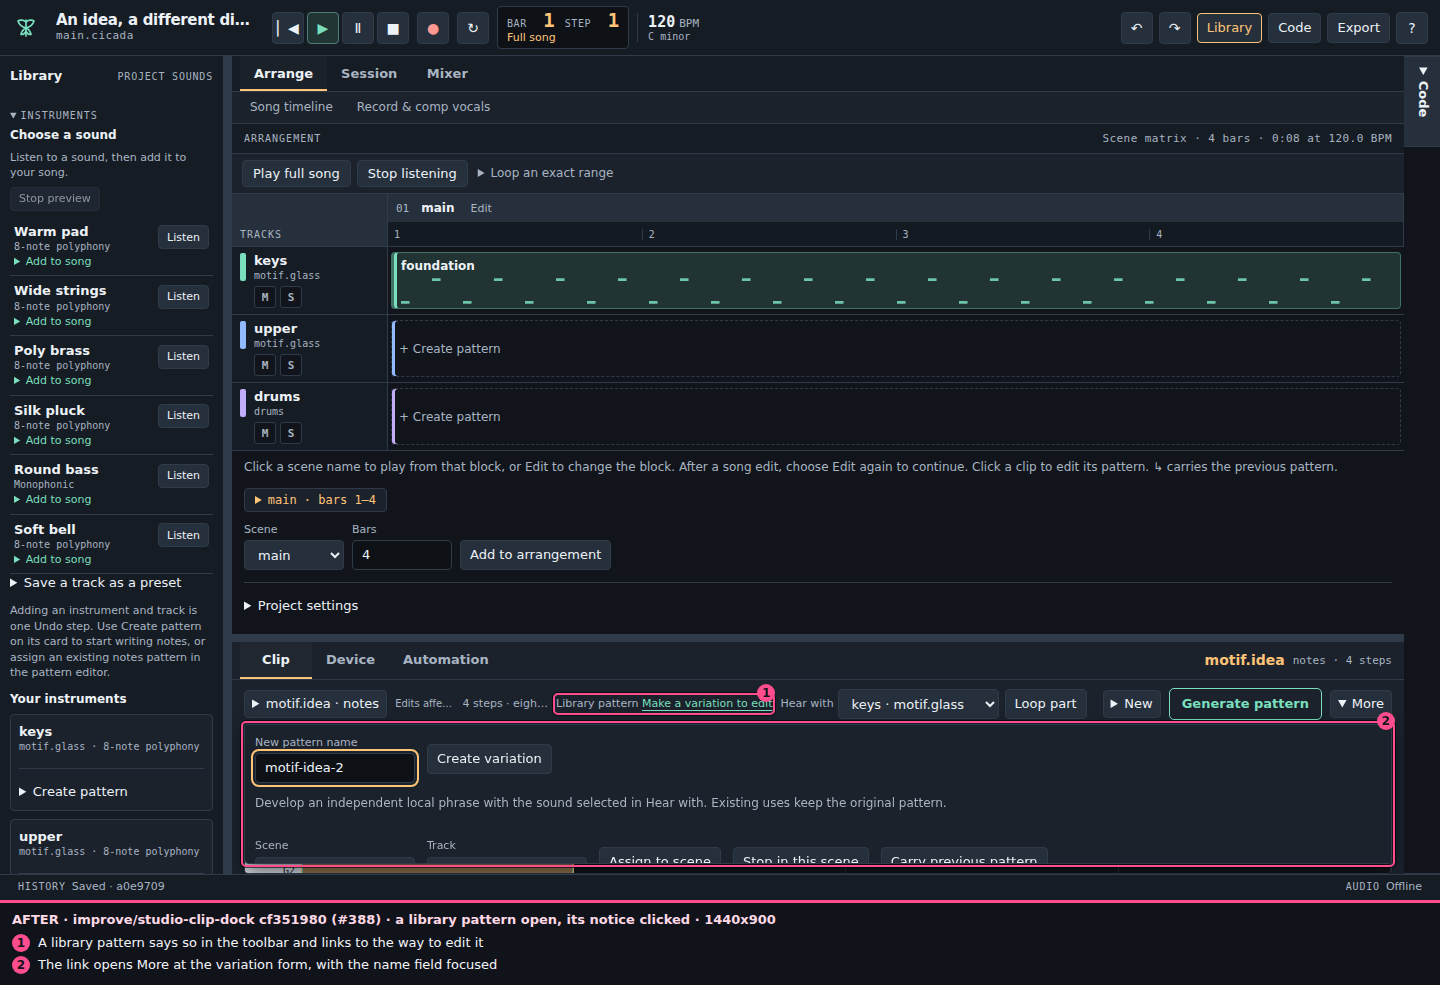 An idea, a different di…
main.cicada
BAR 1 STEP 1
Full song
120 BPM
C minor
Library
Code
Export
?
Library
PROJECT SOUNDS
INSTRUMENTS
Choose a sound
Listen to a sound, then add it to
your song.
Stop preview
Warm pad
8-note polyphony
Add to song
Listen
Wide strings
8-note polyphony
Add to song
Listen
Poly brass
8-note polyphony
Add to song
Listen
Silk pluck
8-note polyphony
Add to song
Listen
Round bass
Monophonic
Add to song
Listen
Soft bell
8-note polyphony
Add to song
Listen
Save a track as a preset
Adding an instrument and track is
one Undo step. Use Create pattern
on its card to start writing notes, or
assign an existing notes pattern in
the pattern editor.
Your instruments
keys
motif.glass · 8-note polyphony
Create pattern
upper
motif.glass · 8-note polyphony
Arrange
Session
Mixer
Song timeline
Record & comp vocals
ARRANGEMENT
Scene matrix · 4 bars · 0:08 at 120.0 BPM
Play full song
Stop listening
Loop an exact range
01 main Edit
TRACKS
1 2 3 4
keys
motif.glass
M S
foundation
upper
motif.glass
M S
+ Create pattern
drums
drums
M S
+ Create pattern
Click a scene name to play from that block, or Edit to change the block. After a song edit, choose Edit again to continue. Click a clip to edit its pattern. ↳ carries the previous pattern.
main · bars 1–4
Scene
Bars
main
4
Add to arrangement
Project settings
Code
Clip
Device
Automation
motif.idea notes · 4 steps
motif.idea · notes
Edits affe…
4 steps · eigh…
Library pattern Make a variation to edit
1
Hear with
keys · motif.glass
Loop part
New
Generate pattern
More
2
New pattern name
motif-idea-2
Create variation
Develop an independent local phrase with the sound selected in Hear with. Existing uses keep the original pattern.
Scene
Track
Assign to scene
Stop in this scene
Carry previous pattern
HISTORY Saved · a0e9709
AUDIO Offline
AFTER · improve/studio-clip-dock cf351980 (#388) · a library pattern open, its notice clicked · 1440x900
1 A library pattern says so in the toolbar and links to the way to edit it
2 The link opens More at the variation form, with the name field focused